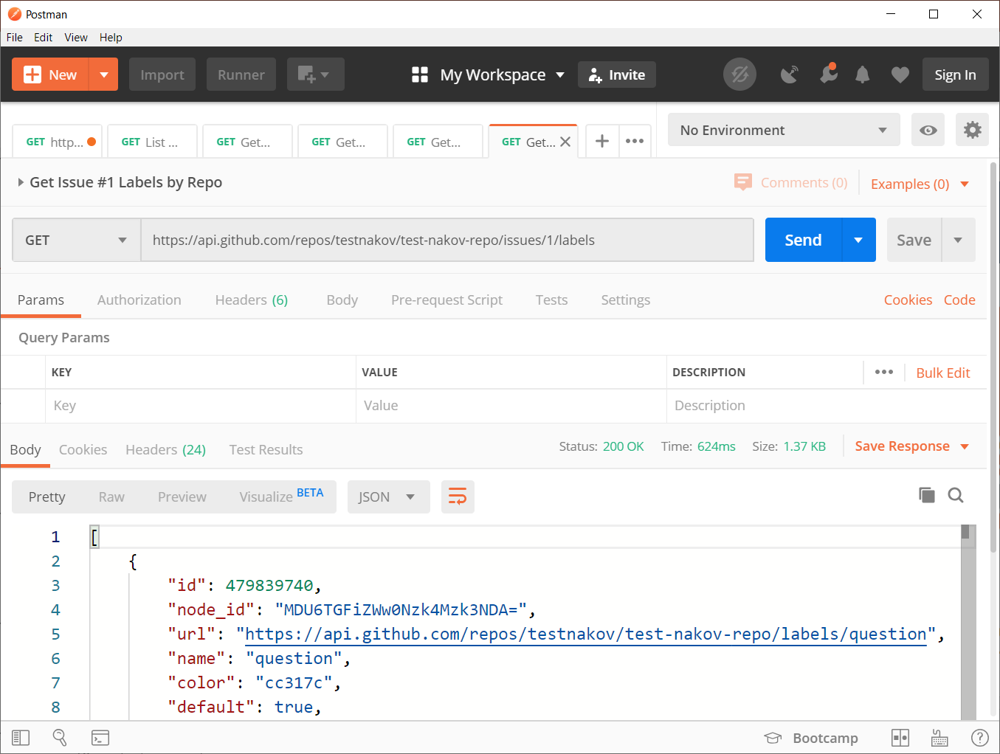 Postman
File Edit View Help
New Import Runner My Workspace Invite Sign In
GET http... GET List ... GET Get... GET Get... GET Get... GET Get... No Environment
Get Issue #1 Labels by Repo Comments (0) Examples (0)
GET https://api.github.com/repos/testnakov/test-nakov-repo/issues/1/labels Send Save
Params Authorization Headers (6) Body Pre-request Script Tests Settings Cookies Code
Query Params
KEY VALUE DESCRIPTION Bulk Edit
Key Value Description
Body Cookies Headers (24) Test Results Status: 200 OK Time: 624ms Size: 1.37 KB Save Response
Pretty Raw Preview Visualize BETA JSON
1 [
2 {
3 "id": 479839740,
4 "node_id": "MDU6TGFiZWw0Nzk4Mzk3NDA=",
5 "url": "https://api.github.com/repos/testnakov/test-nakov-repo/labels/question",
6 "name": "question",
7 "color": "cc317c",
8 "default": true,
Bootcamp